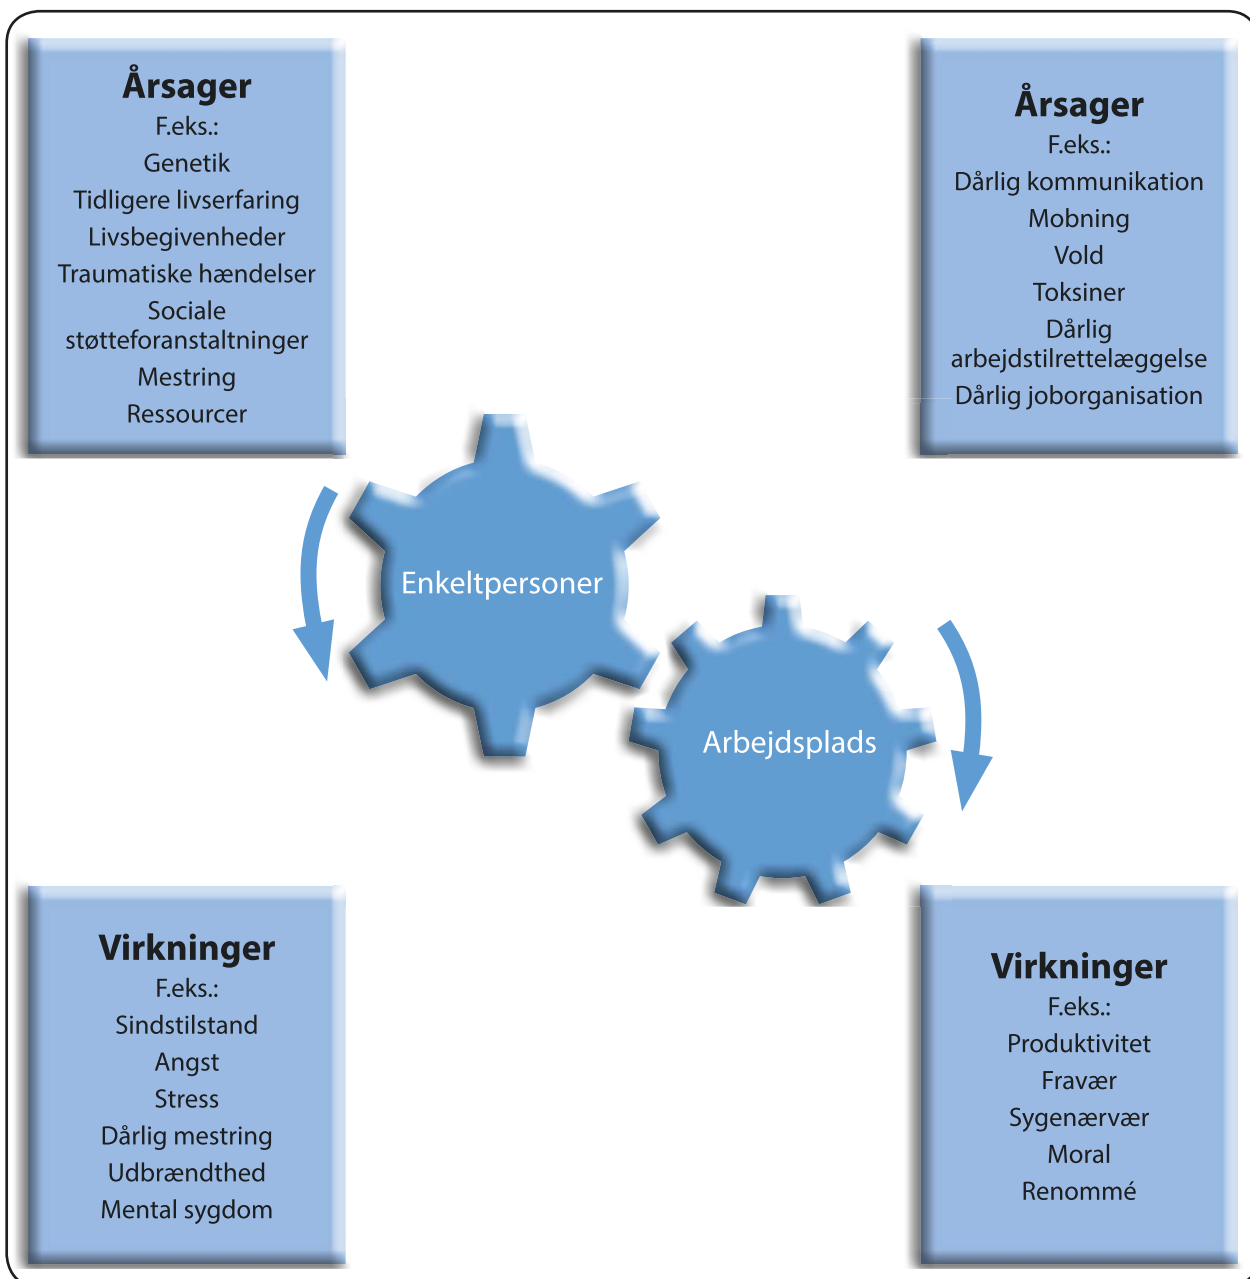 Årsager
F.eks.:
Genetik
Tidligere livserfaring
Livsbegivenheder
Traumatiske hændelser
Sociale
støtteforanstaltninger
Mestring
Ressourcer
Årsager
F.eks.:
Dårlig kommunikation
Mobning
Vold
Toksiner
Dårlig
arbejdstilrettelæggelse
Dårlig joborganisation
Enkeltpersoner
Arbejdsplads
Virkninger
F.eks.:
Sindstilstand
Angst
Stress
Dårlig mestring
Udbrændthed
Mental sygdom
Virkninger
F.eks.:
Produktivitet
Fravær
Sygenærvær
Moral
Renommé